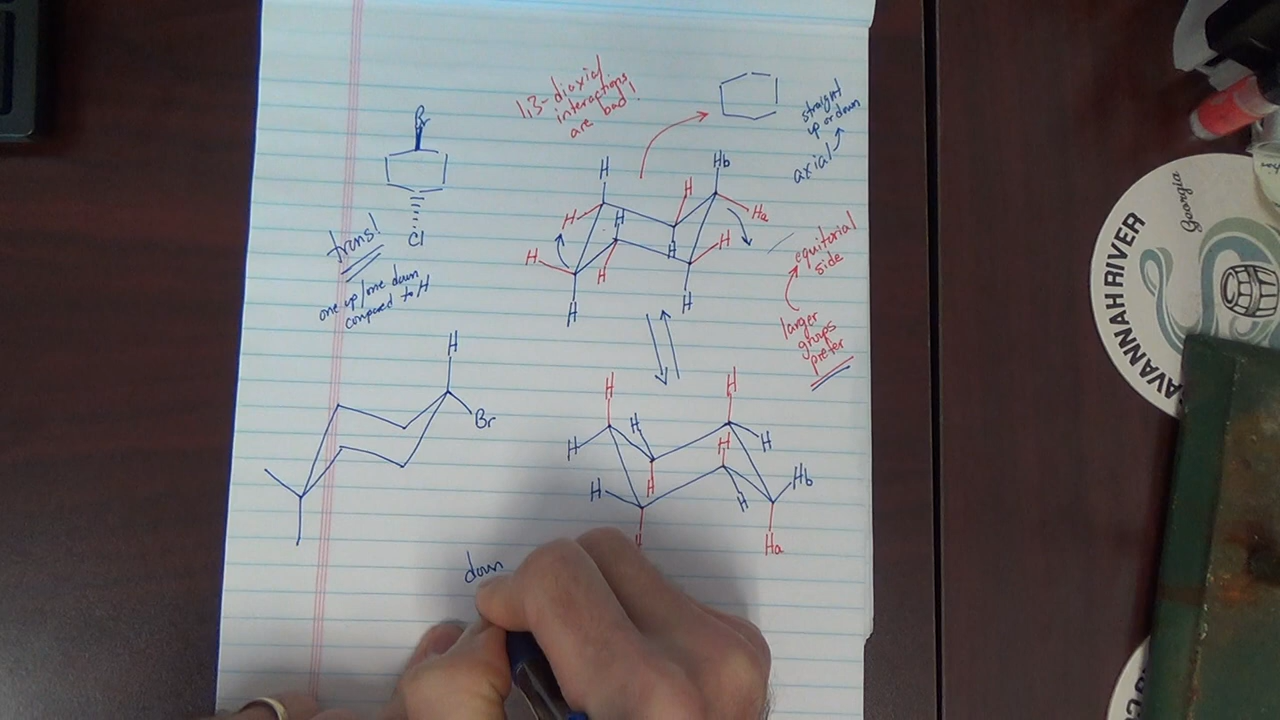 1,3-diaxial
interactions
are bad!
straight
up or down
axial
Br
Cl
trans!
one up/one down
compared to H
H
Hb
H
H
Ha
H
H
H
H
H
H
H
equitorial
side
larger
groups
prefer
H
Br
H
H
H
H
H
H
H
H
H
H
Hb
H
Ha
down
SAVANNAH RIVER
Georgia